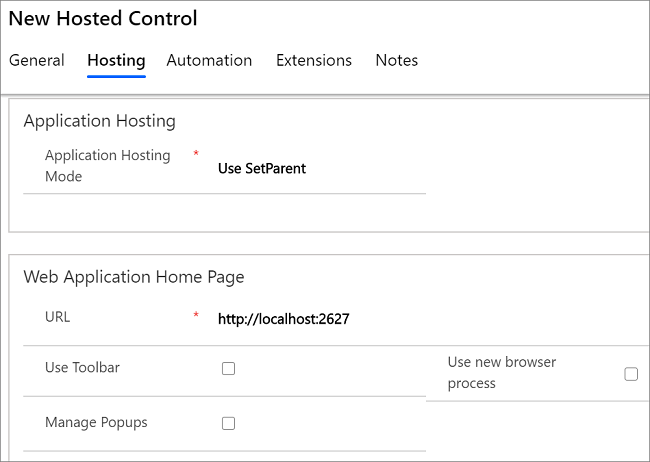 New Hosted Control
General Hosting Automation Extensions Notes
Application Hosting
Application Hosting
Mode
* Use SetParent
Web Application Home Page
URL * http://localhost:2627
Use Toolbar
Use new browser
process
Manage Popups